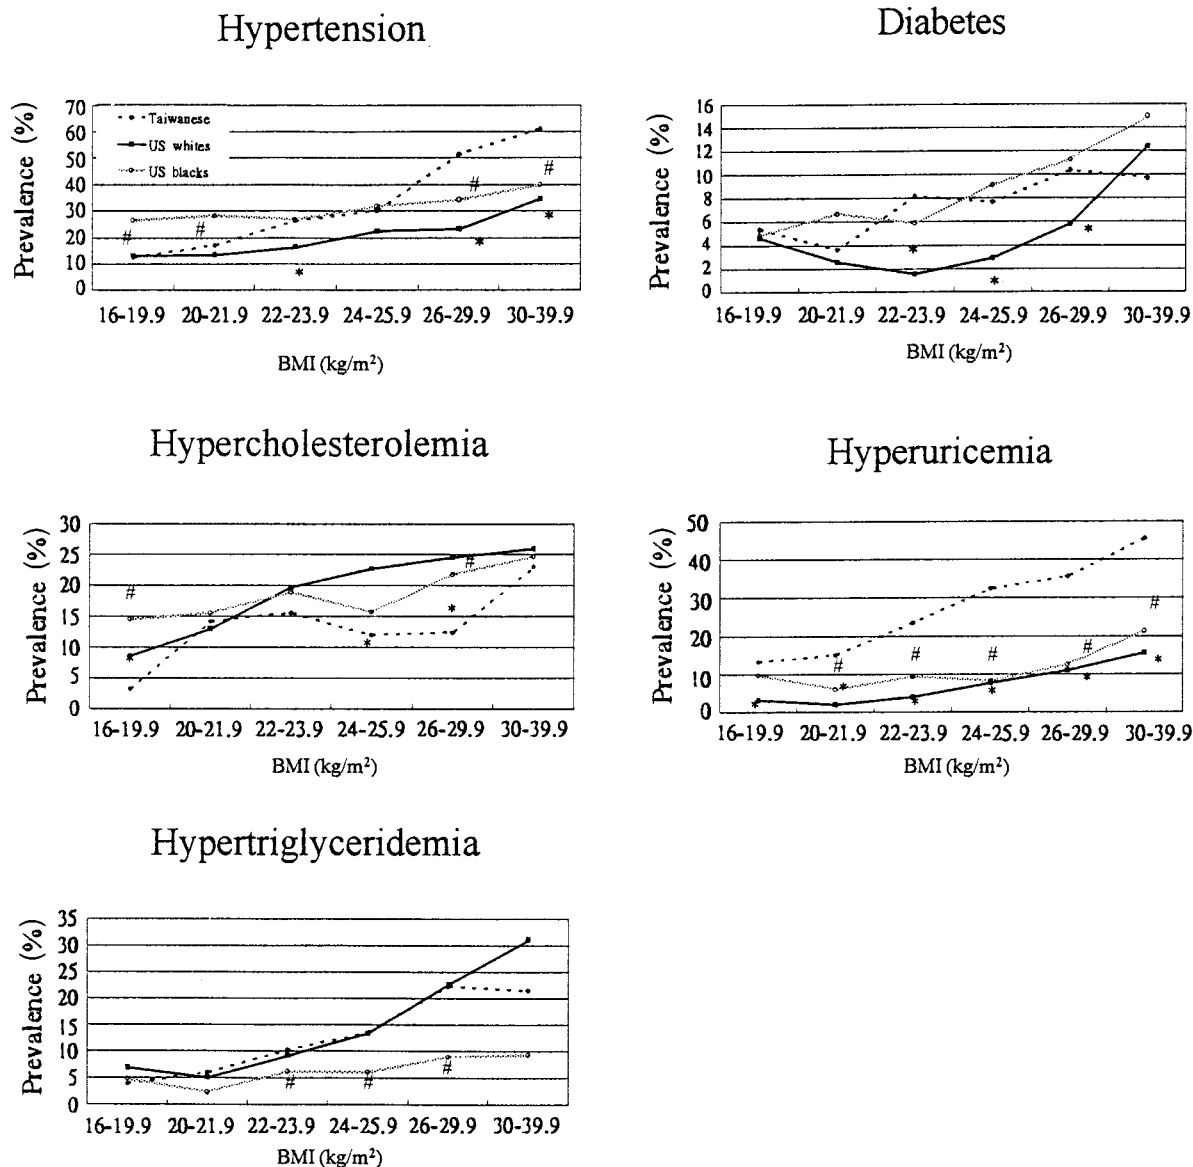 Hypertension
Prevalence (%)
70
60
50
40
30
20
10
0
Taiwanese
US whites
US blacks
#
#
#
#
*
*
*
16-19.9 20-21.9 22-23.9 24-25.9 26-29.9 30-39.9
BMI (kg/m²)
Diabetes
Prevalence (%)
16
14
12
10
8
6
4
2
0
*
*
*
16-19.9 20-21.9 22-23.9 24-25.9 26-29.9 30-39.9
BMI (kg/m²)
Hypercholesterolemia
Prevalence (%)
30
25
20
15
10
5
0
#
#
*
*
*
16-19.9 20-21.9 22-23.9 24-25.9 26-29.9 30-39.9
BMI (kg/m²)
Hyperuricemia
Prevalence (%)
50
40
30
20
10
0
#
#
#
#
#
*
*
*
*
*
*
16-19.9 20-21.9 22-23.9 24-25.9 26-29.9 30-39.9
BMI (kg/m²)
Hypertriglyceridemia
Prevalence (%)
35
30
25
20
15
10
5
0
#
#
#
16-19.9 20-21.9 22-23.9 24-25.9 26-29.9 30-39.9
BMI (kg/m²)